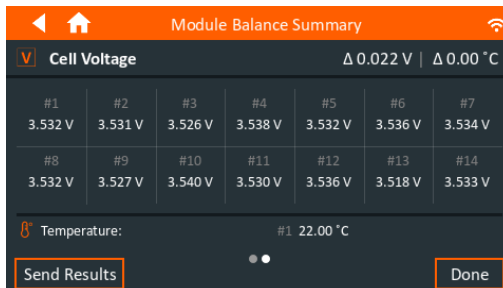 Module Balance Summary
V Cell Voltage Δ 0.022 V | Δ 0.00 ˚C
#1 #2 #3 #4 #5 #6 #7
3.532 V 3.531 V 3.526 V 3.538 V 3.532 V 3.536 V 3.534 V
#8 #9 #10 #11 #12 #13 #14
3.532 V 3.527 V 3.540 V 3.530 V 3.536 V 3.518 V 3.533 V
Temperature: #1 22.00 ˚C
Send Results Done